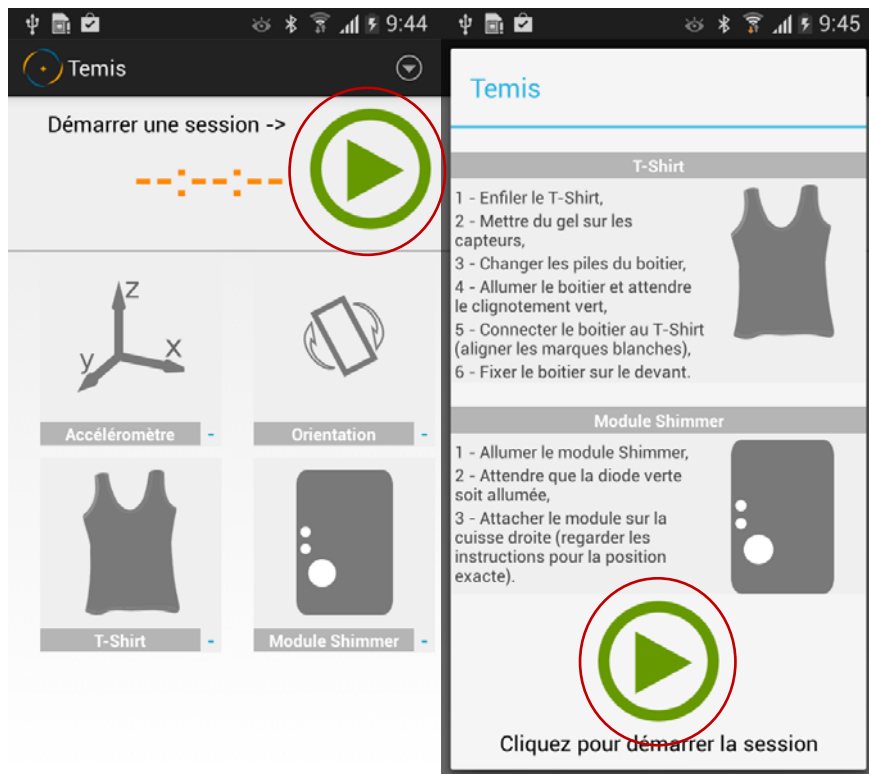 9:44
Temis
Démarrer une session ->
--:--:--
z
y
x
Accéléromètre -
Orientation -
T-Shirt -
Module Shimmer -
9:45
Temis
T-Shirt
1 - Enfiler le T-Shirt,
2 - Mettre du gel sur les
capteurs,
3 - Changer les piles du boitier,
4 - Allumer le boitier et attendre
le clignotement vert,
5 - Connecter le boitier au T-Shirt
(aligner les marques blanches),
6 - Fixer le boitier sur le devant.
Module Shimmer
1 - Allumer le module Shimmer,
2 - Attendre que la diode verte
soit allumée,
3 - Attacher le module sur la
cuisse droite (regarder les
instructions pour la position
exacte).
Cliquez pour démarrer la session